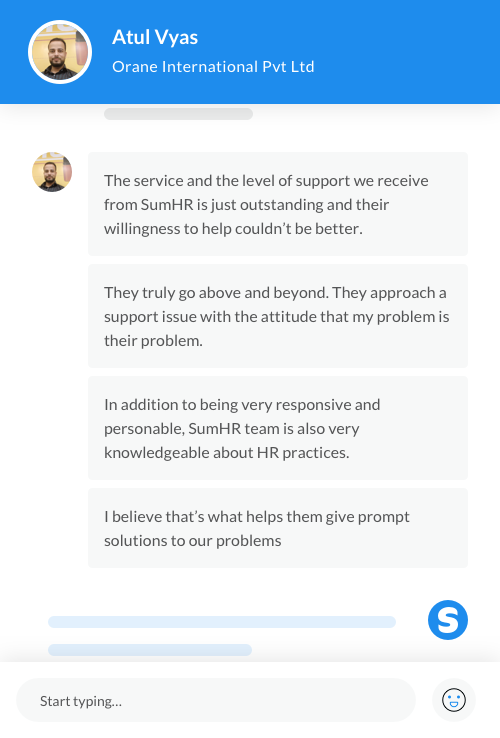 Atul Vyas
Orane International Pvt Ltd
The service and the level of support we receive
from SumHR is just outstanding and their
willingness to help couldn’t be better.
They truly go above and beyond. They approach a
support issue with the attitude that my problem is
their problem.
In addition to being very responsive and
personable, SumHR team is also very
knowledgeable about HR practices.
I believe that’s what helps them give prompt
solutions to our problems
S
Start typing...